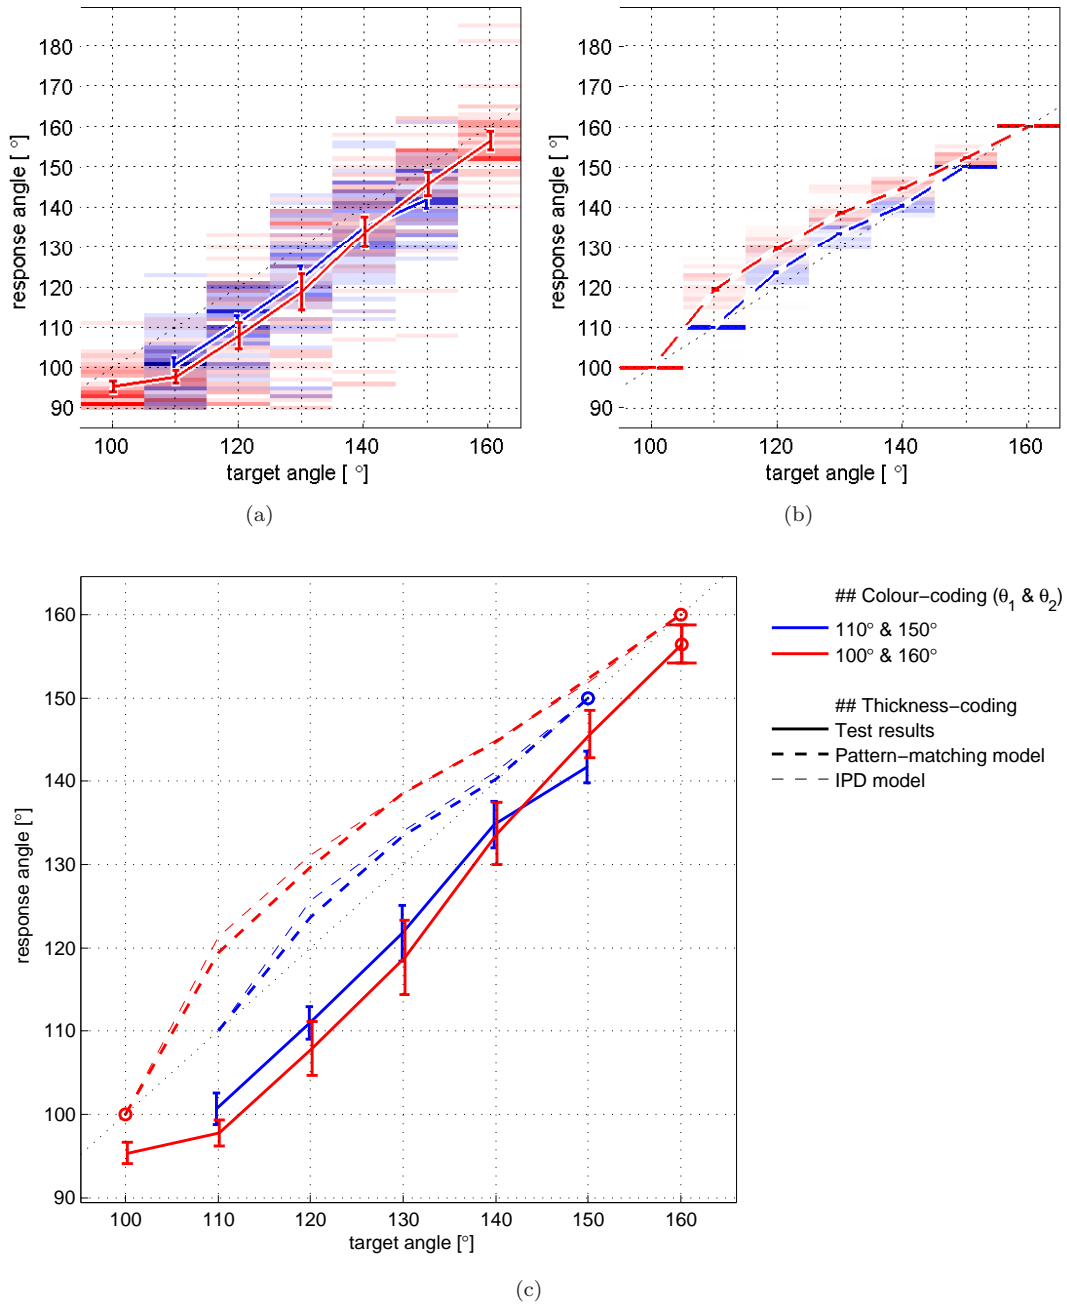 180
170
160
150
140
130
120
110
100
90
response angle [ °]
100 120 140 160
target angle [ °]
(a)
180
170
160
150
140
130
120
110
100
90
response angle [ °]
100 120 140 160
target angle [ °]
(b)
160
150
140
130
120
110
100
90
response angle [°]
100 110 120 130 140 150 160
target angle [°]
## Colour−coding (θ1 & θ2)
110° & 150°
100° & 160°
## Thickness−coding
Test results
Pattern−matching model
IPD model
(c)